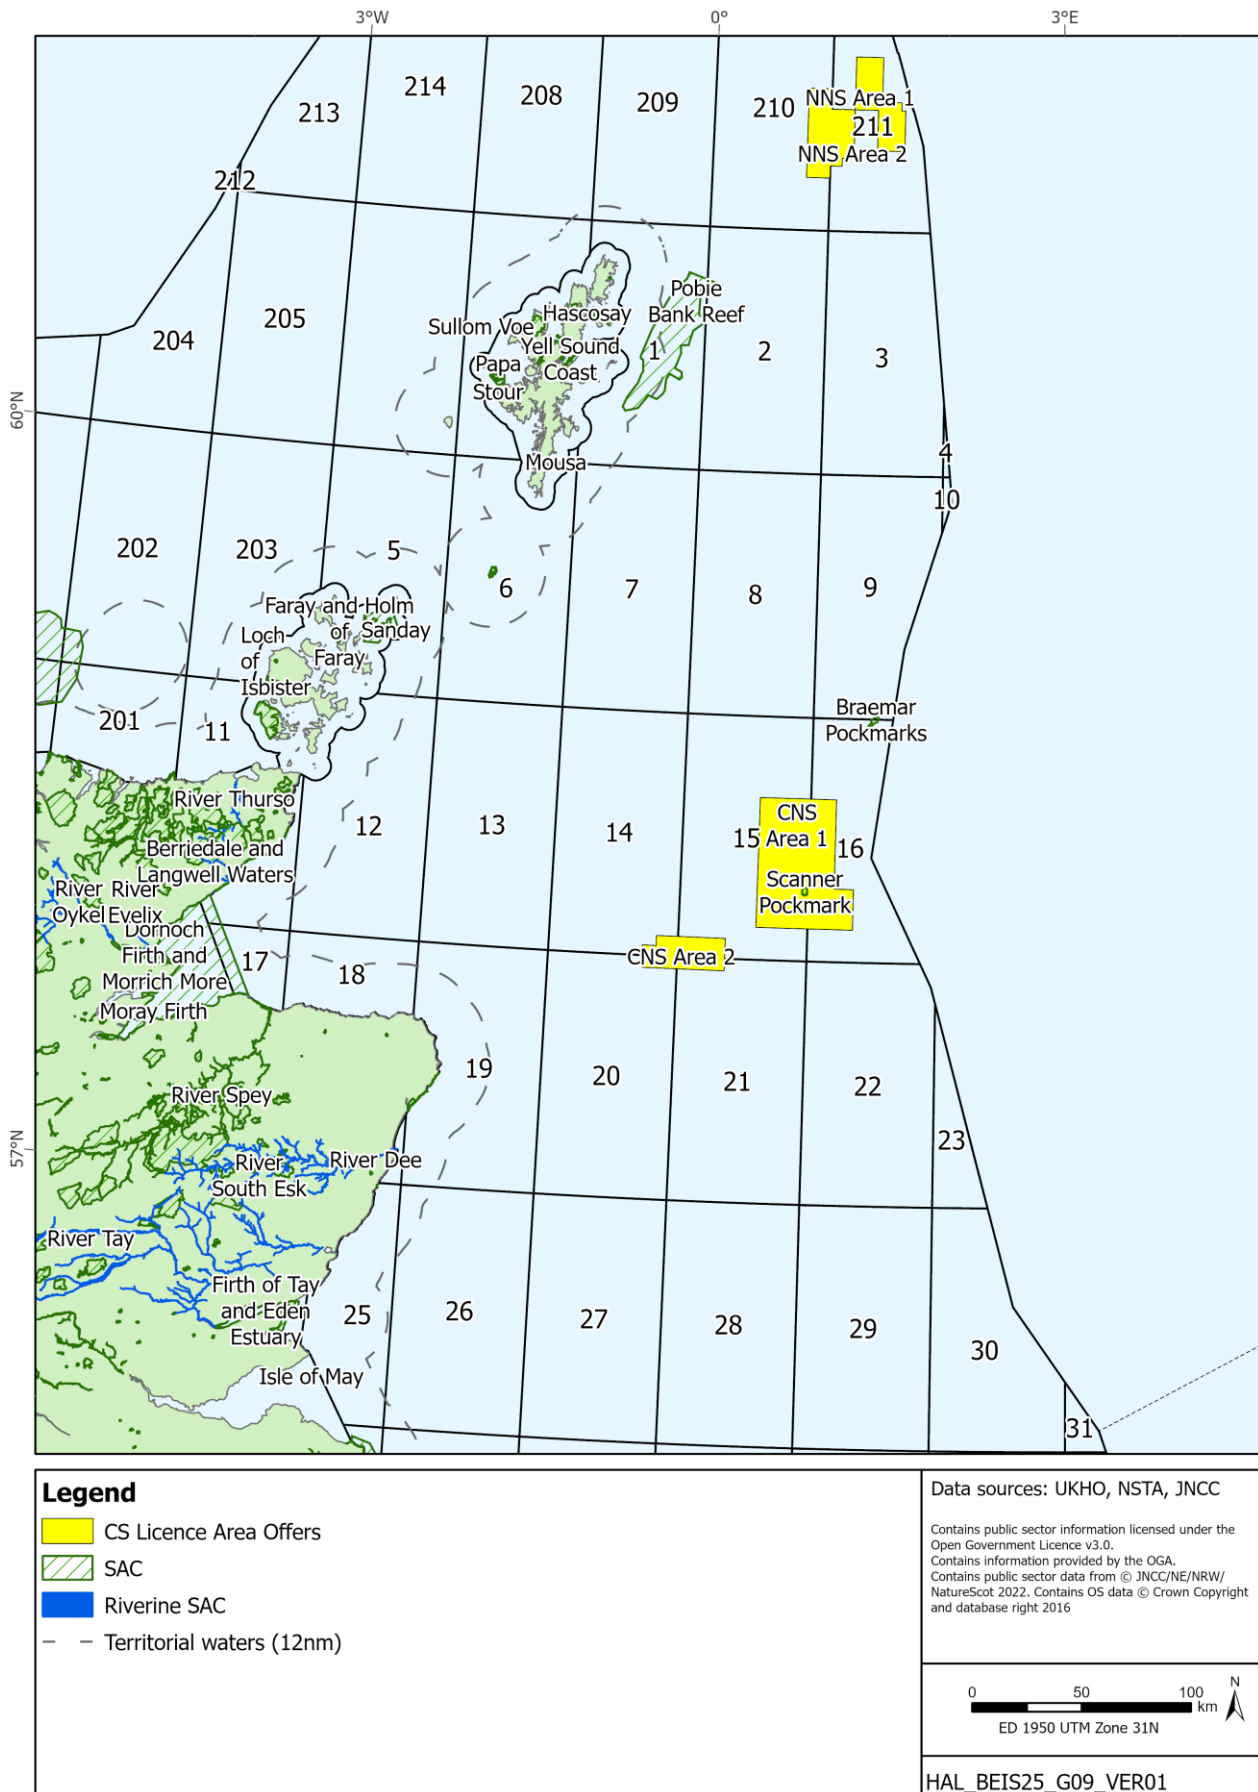 3°W
0°
3°E
60°N
57°N
214
208
209
210
213
212
NNS Area 1
211
NNS Area 2
204
205
Pobie
Bank Reef
Hascosay
Sullom Voe
Yell Sound
Coast
Papa
Stour
1
2
3
4
Mousa
10
202
203
5
6
7
8
9
Faray and Holm
of Sanday
Loch
of
Isbister
Faray
201
11
Braemar
Pockmarks
River Thurso
12
13
14
15
CNS
Area 1
16
Berriedale and
Langwell Waters
Scanner
Pockmark
River River
Oykel Evelix
Dornoch
Firth and
Morrich More
Moray Firth
17
18
CNS Area 2
19
20
21
22
River Spey
23
River
South Esk
River Dee
River Tay
Firth of Tay
and Eden
Estuary
25
26
27
28
29
30
Isle of May
31
Legend
CS Licence Area Offers
SAC
Riverine SAC
Territorial waters (12nm)
Data sources: UKHO, NSTA, JNCC
Contains public sector information licensed under the
Open Government Licence v3.0.
Contains information provided by the OGA.
Contains public sector data from © JNCC/NE/NRW/
NatureScot 2022. Contains OS data © Crown Copyright
and database right 2016
0 50 100
km
N
ED 1950 UTM Zone 31N
HAL_BEIS25_G09_VER01